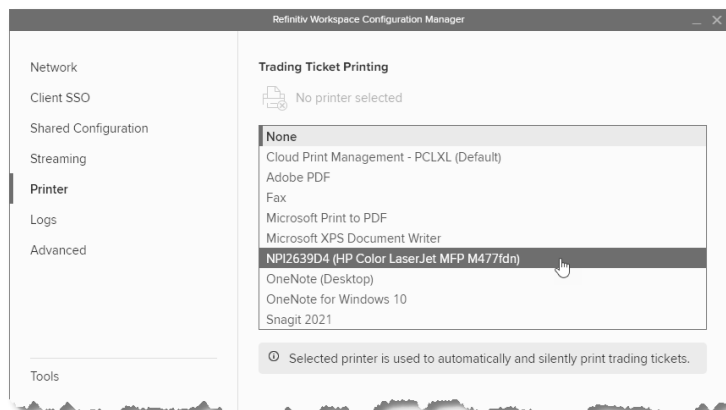 Refinitiv Workspace Configuration Manager
Network
Client SSO
Shared Configuration
Streaming
Printer
Logs
Advanced
Tools
Trading Ticket Printing
No printer selected
None
Cloud Print Management - PCLXL (Default)
Adobe PDF
Fax
Microsoft Print to PDF
Microsoft XPS Document Writer
NPI2639D4 (HP Color LaserJet MFP M477fdn)
OneNote (Desktop)
OneNote for Windows 10
Snagit 2021
Selected printer is used to automatically and silently print trading tickets.